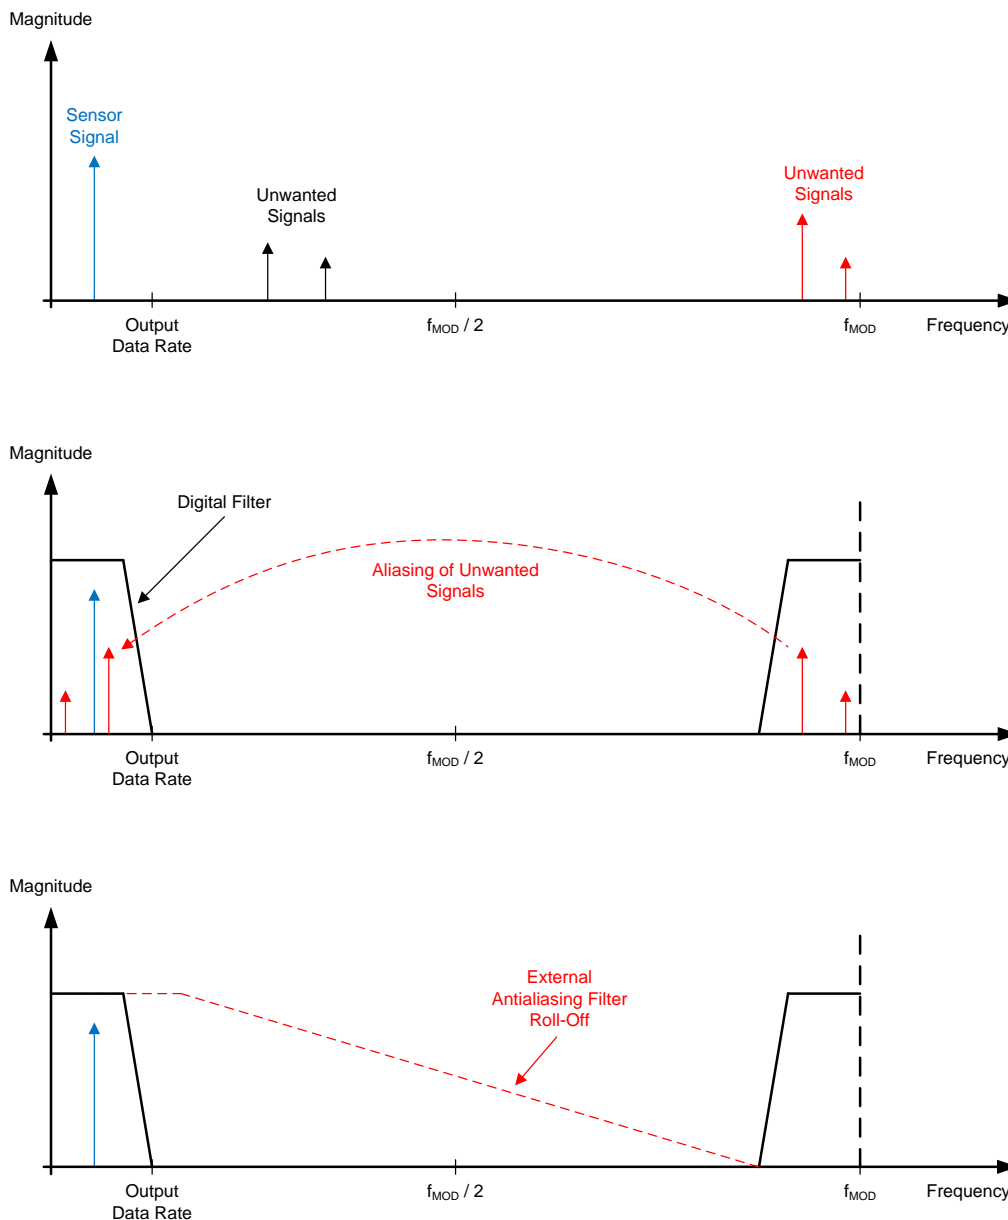 Magnitude
Sensor
Signal
Unwanted
Signals
Unwanted
Signals
Output
Data Rate
fMOD / 2
fMOD
Frequency
Magnitude
Digital Filter
Aliasing of Unwanted
Signals
Output
Data Rate
fMOD / 2
fMOD
Frequency
Magnitude
External
Antialiasing Filter
Roll-Off
Output
Data Rate
fMOD / 2
fMOD
Frequency